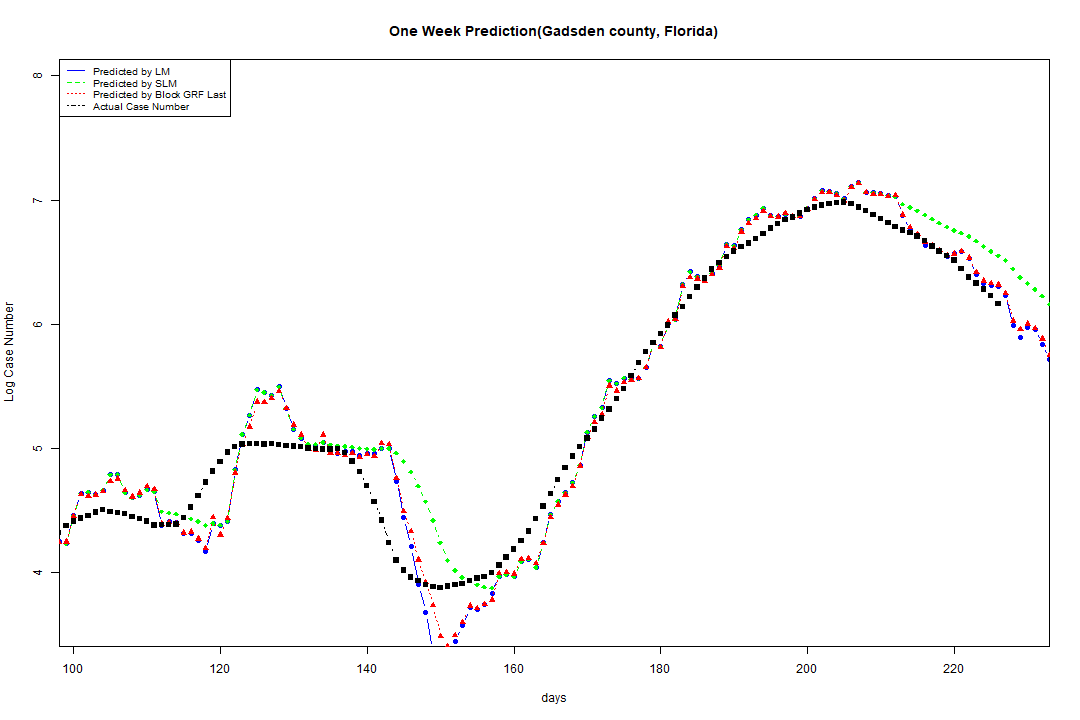 One Week Prediction(Gadsden county, Florida)
Predicted by LM
Predicted by SLM
Predicted by Block GRF Last
Actual Case Number
8
7
6
5
4
Log Case Number
100 120 140 160 180 200 220
days